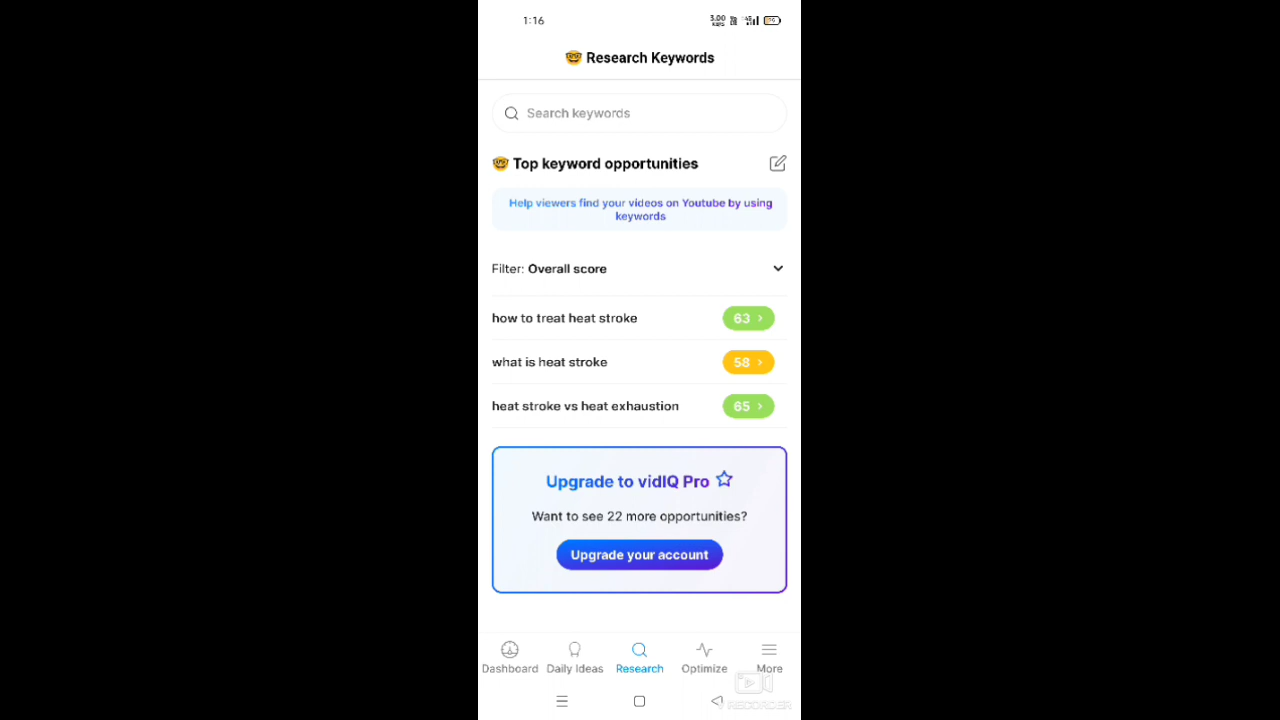 1:16
3.00
Research Keywords
Search keywords
Top keyword opportunities
Help viewers find your videos on Youtube by using
keywords
Filter: Overall score
how to treat heat stroke 63
what is heat stroke 58
heat stroke vs heat exhaustion 65
Upgrade to vidIQ Pro
Want to see 22 more opportunities?
Upgrade your account
Dashboard Daily Ideas Research Optimize More
RECORDER